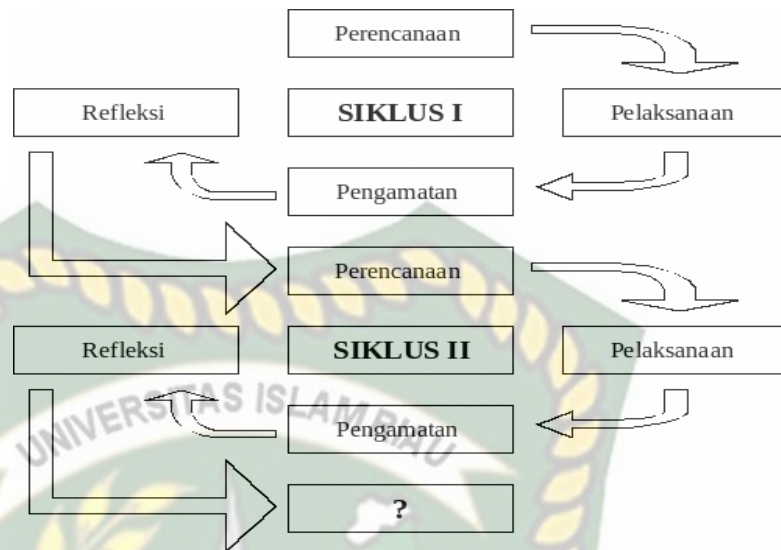 Perencanaan
Refleksi
SIKLUS I
Pelaksanaan
Pengamatan
Perencanaan
Refleksi
SIKLUS II
Pelaksanaan
UNIVERSITAS ISLAM RIAU
Pengamatan
?